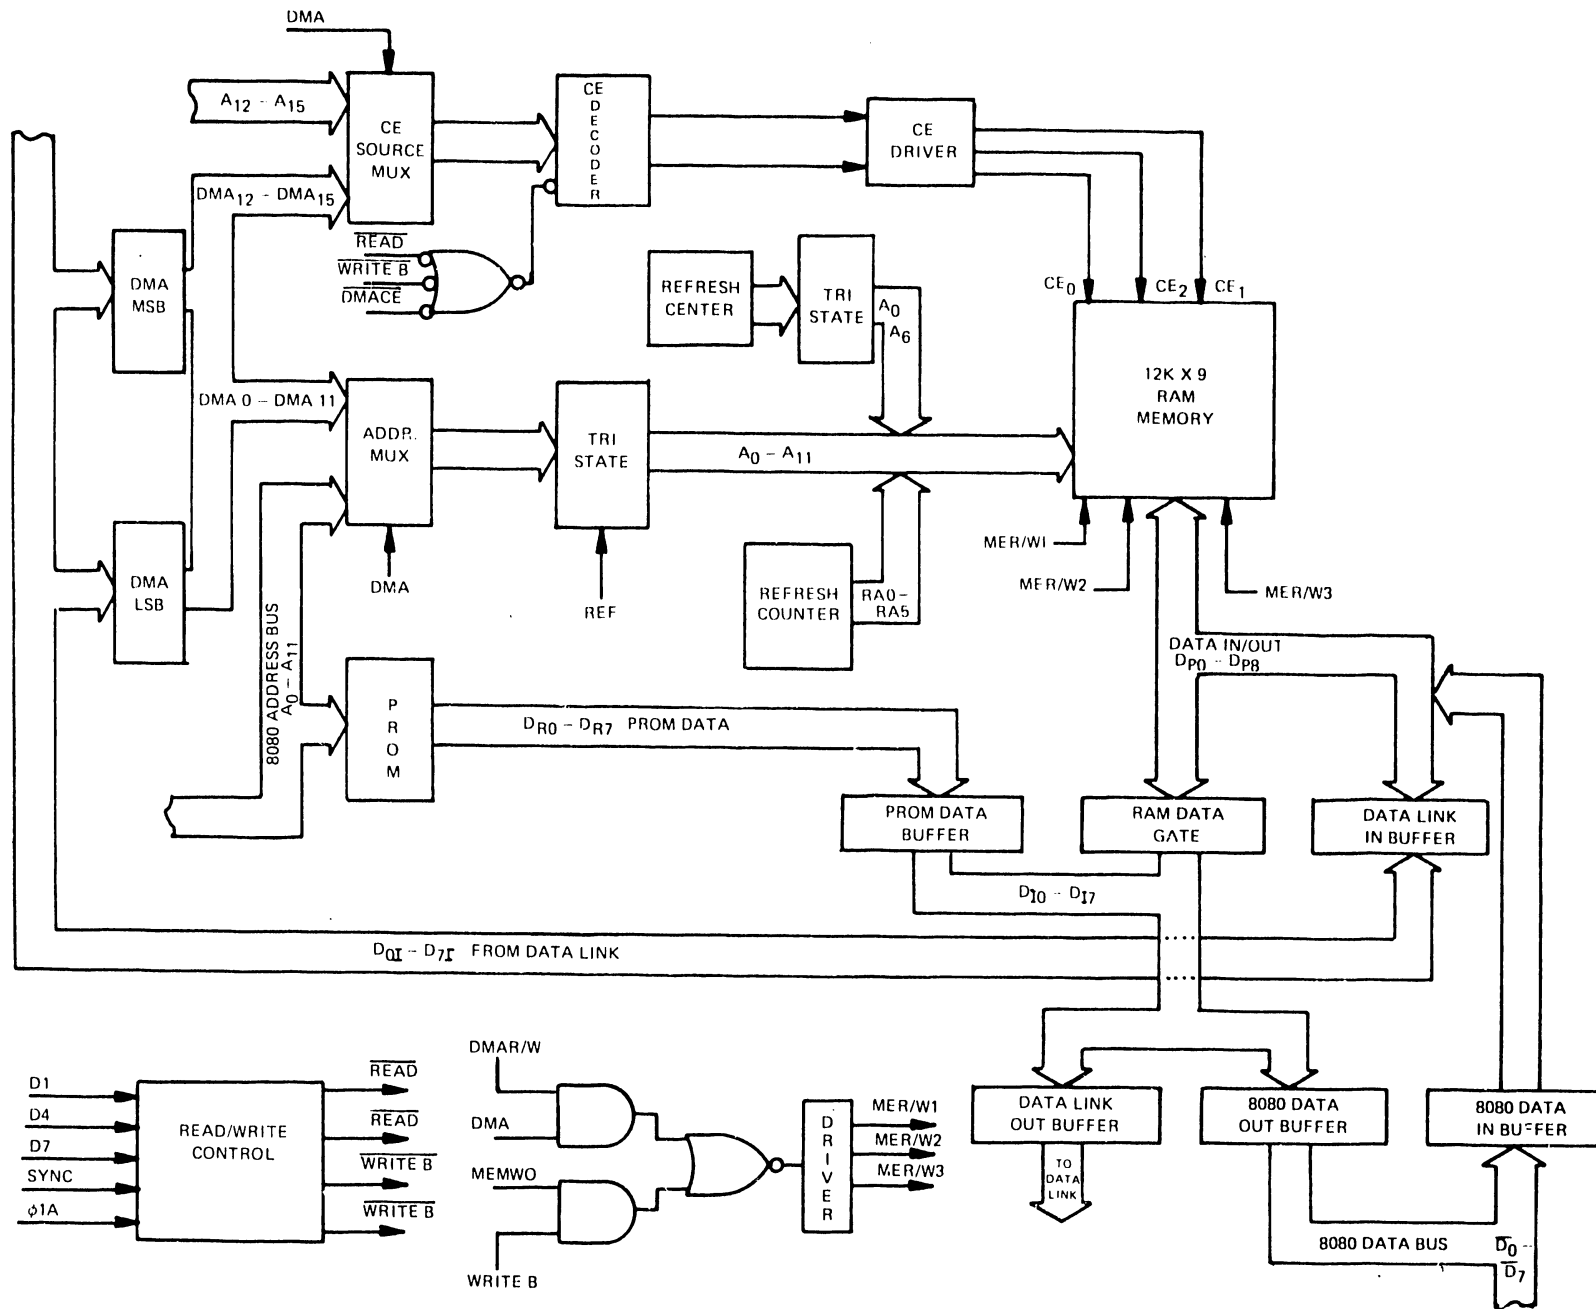 DMA
A12 – A15
CE
SOURCE
MUX
CE
DECODER
CE
DRIVER
DMA12 – DMA15
READ
WRITE B
DMACE
DMA
MSB
REFRESH
CENTER
TRI
STATE
A0
A6
CE0
CE2
CE1
12K X 9
RAM
MEMORY
DMA 0 – DMA 11
ADDR.
MUX
TRI
STATE
A0 – A11
DMA
LSB
DMA
REF
REFRESH
COUNTER
RA0–
RA5
MER/W1
MER/W2
MER/W3
8080 ADDRESS BUS
A0 – A11
PROM
DR0 – DR7 PROM DATA
DATA IN/OUT
DP0 – DP8
PROM DATA
BUFFER
RAM DATA
GATE
DATA LINK
IN BUFFER
DI0 – DI7
D0I – D7I FROM DATA LINK
D1
D4
D7
SYNC
φ1A
READ/WRITE
CONTROL
READ
READ
WRITE B
WRITE B
DMAR/W
DMA
MEMWO
WRITE B
DRIVER
MER/W1
MER/W2
MER/W3
DATA LINK
OUT BUFFER
8080 DATA
OUT BUFFER
8080 DATA
IN BUFFER
TO
DATA
LINK
8080 DATA BUS
D0 –
D7